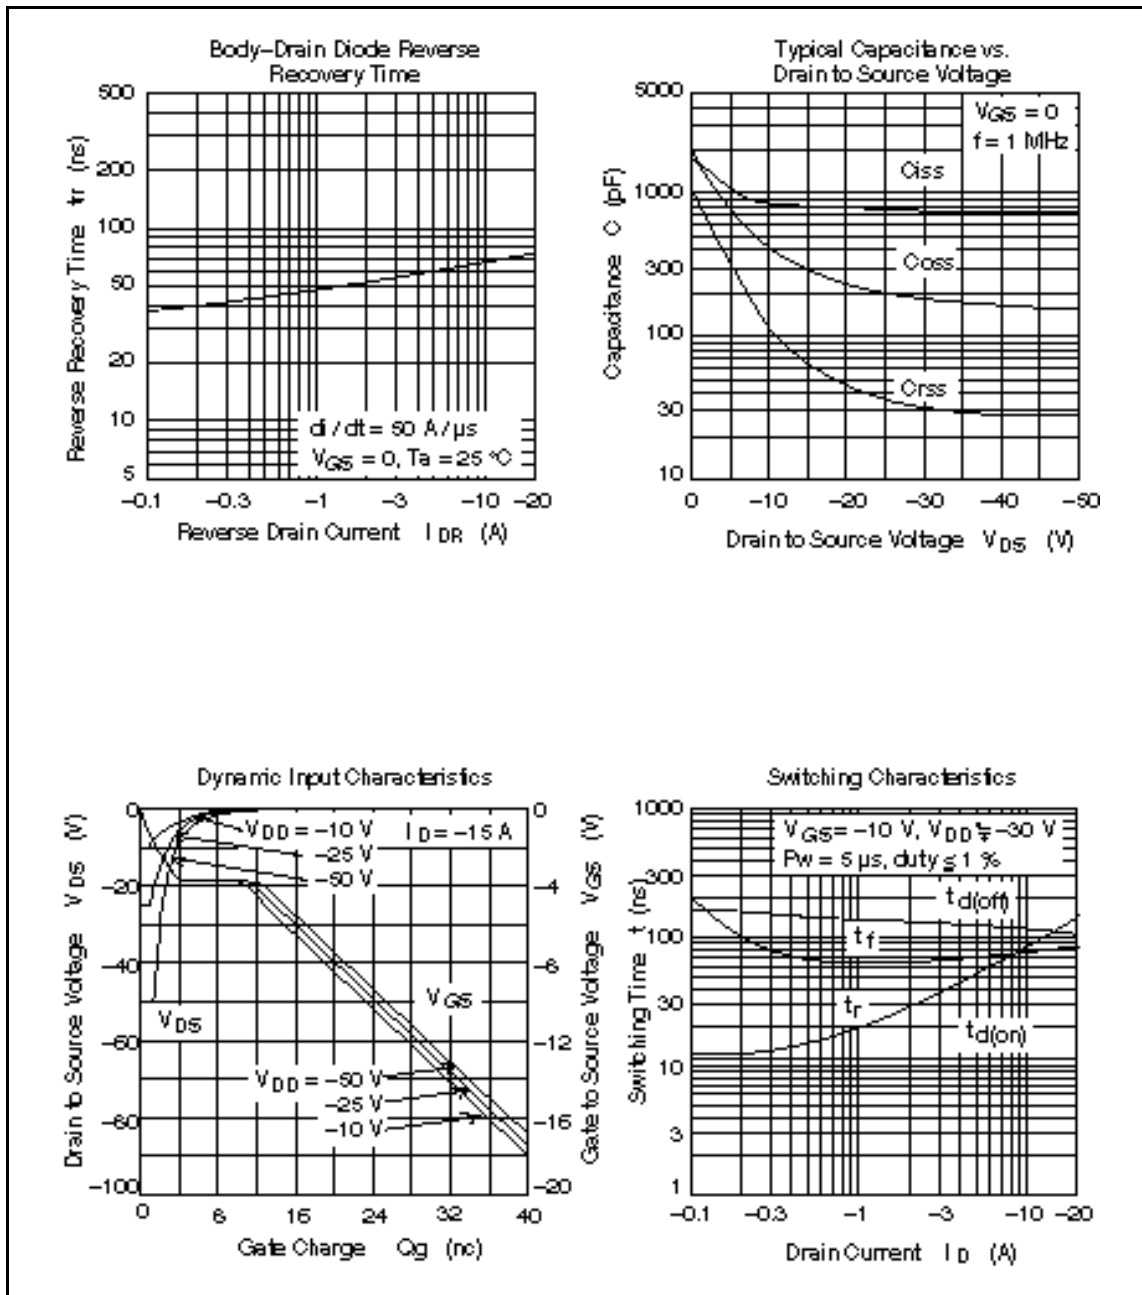 Body–Drain Diode Reverse
Recovery Time
500
200
100
50
20
10
5
Reverse Recovery Time trr (ns)
di / dt = 50 A / µs
VGS = 0, Ta = 25 °C
–0.1 –0.3 –1 –3 –10 –20
Reverse Drain Current IDR (A)
Typical Capacitance vs.
Drain to Source Voltage
5000
1000
300
100
30
10
Capacitance C (pF)
VGS = 0
f = 1 MHz
Ciss
Coss
Crss
0 –10 –20 –30 –40 –50
Drain to Source Voltage VDS (V)
Dynamic Input Characteristics
0
–20
–40
–60
–80
–100
Drain to Source Voltage VDS (V)
VDD = –10 V
–25 V
–50 V
ID = –15 A
VDS
VGS
VDD = –50 V
–25 V
–10 V
0
–4
–8
–12
–16
–20
Gate to Source Voltage VGS (V)
0 8 16 24 32 40
Gate Charge Qg (nc)
Switching Characteristics
1000
300
100
30
10
3
1
Switching Time t (ns)
VGS = –10 V, VDD ≒ –30 V
Pw = 5 µs, duty ≦ 1 %
td(off)
tf
tr
td(on)
–0.1 –0.3 –1 –3 –10 –20
Drain Current ID (A)